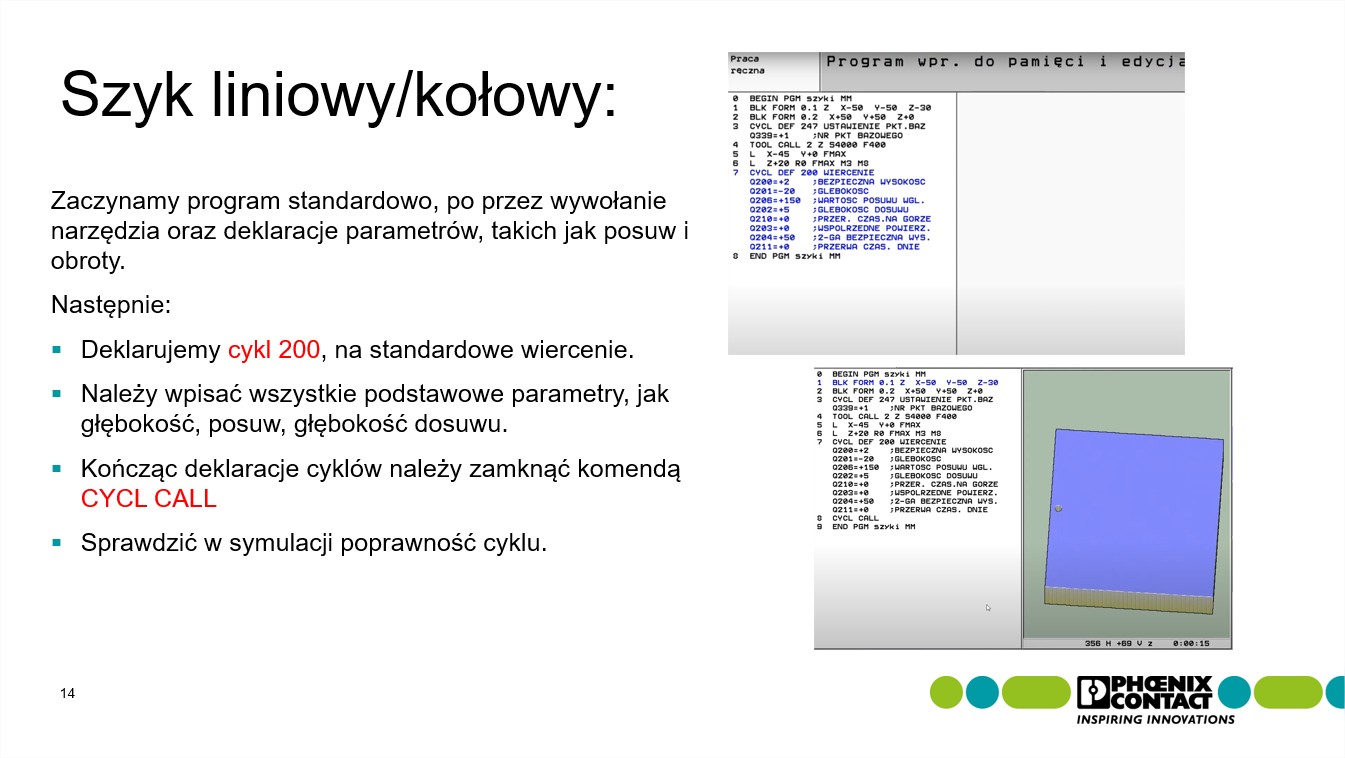 Szyk liniowy/kołowy:
Zaczynamy program standardowo, po przez wywołanie
narzędzia oraz deklaracje parametrów, takich jak posuw i
obroty.
Następnie:
Deklarujemy cykl 200, na standardowe wiercenie.
Należy wpisać wszystkie podstawowe parametry, jak
głębokość, posuw, głębokość dosuwu.
Kończąc deklaracje cyklów należy zamknąć komendą
CYCL CALL
Sprawdzić w symulacji poprawność cyklu.
14
Praca
ręczna
Program wpr. do pamięci i edycja
0 BEGIN PGM szyki MM
1 BLK FORM 0.1 Z X-50 Y-50 Z-30
2 BLK FORM 0.2 X+50 Y+50 Z+0
3 CYCL DEF 247 USTAWIENIE PKT.BAZ
Q339=+1 ;NR PKT BAZOWEGO
4 TOOL CALL 2 Z S4000 F400
5 L X-45 Y+0 FMAX
6 L Z+20 R0 FMAX M3 M8
7 CYCL DEF 200 WIERCENIE
Q200=+2 ;BEZPIECZNA WYSOKOSC
Q201=-20 ;GLEBOKOSC
Q206=+150 ;WARTOSC POSUWU WGL.
Q202=+5 ;GLEBOKOSC DOSUWU
Q210=+0 ;PRZER. CZAS.NA GORZE
Q203=+0 ;WSPOLRZEDNE POWIERZ.
Q204=+50 ;2-GA BEZPIECZNA WYS.
Q211=+0 ;PRZERWA CZAS. DNIE
8 END PGM szyki MM
0 BEGIN PGM szyki MM
1 BLK FORM 0.1 Z X-50 Y-50 Z-30
2 BLK FORM 0.2 X+50 Y+50 Z+0
3 CYCL DEF 247 USTAWIENIE PKT.BAZ
Q339=+1 ;NR PKT BAZOWEGO
4 TOOL CALL 2 Z S4000 F400
5 L X-45 Y+0 FMAX
6 L Z+20 R0 FMAX M3 M8
7 CYCL DEF 200 WIERCENIE
Q200=+2 ;BEZPIECZNA WYSOKOSC
Q201=-20 ;GLEBOKOSC
Q206=+150 ;WARTOSC POSUWU WGL.
Q202=+5 ;GLEBOKOSC DOSUWU
Q210=+0 ;PRZER. CZAS.NA GORZE
Q203=+0 ;WSPOLRZEDNE POWIERZ.
Q204=+50 ;2-GA BEZPIECZNA WYS.
Q211=+0 ;PRZERWA CZAS. DNIE
8 CYCL CALL
9 END PGM szyki MM
356 H +69 V z 0:00:15
PHŒNIX
CONTACT
INSPIRING INNOVATIONS